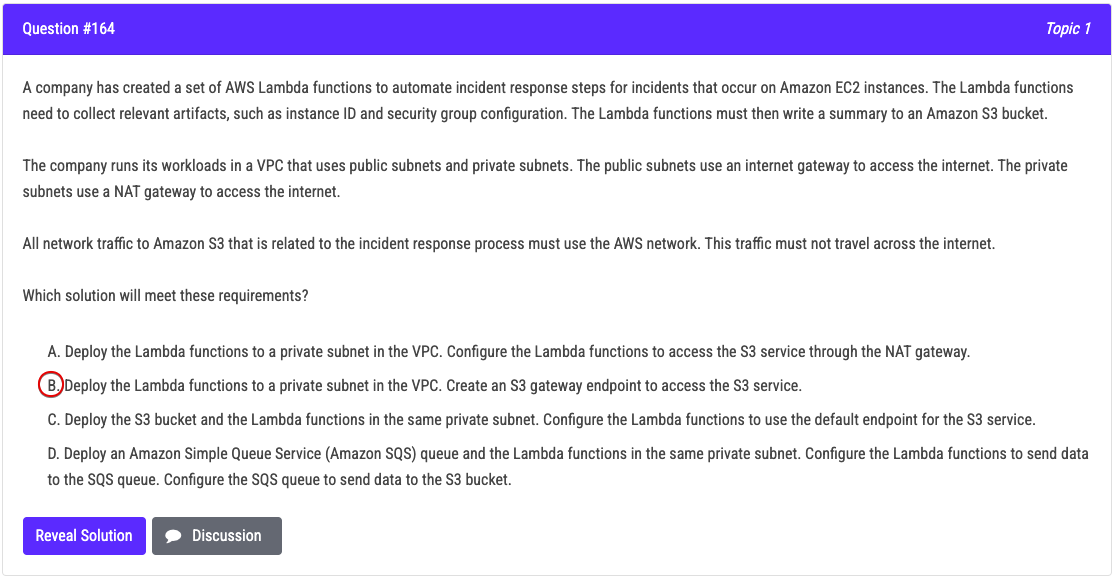 Question #164
Topic 1
A company has created a set of AWS Lambda functions to automate incident response steps for incidents that occur on Amazon EC2 instances. The Lambda functions
need to collect relevant artifacts, such as instance ID and security group configuration. The Lambda functions must then write a summary to an Amazon S3 bucket.
The company runs its workloads in a VPC that uses public subnets and private subnets. The public subnets use an internet gateway to access the internet. The private
subnets use a NAT gateway to access the internet.
All network traffic to Amazon S3 that is related to the incident response process must use the AWS network. This traffic must not travel across the internet.
Which solution will meet these requirements?
A. Deploy the Lambda functions to a private subnet in the VPC. Configure the Lambda functions to access the S3 service through the NAT gateway.
B. Deploy the Lambda functions to a private subnet in the VPC. Create an S3 gateway endpoint to access the S3 service.
C. Deploy the S3 bucket and the Lambda functions in the same private subnet. Configure the Lambda functions to use the default endpoint for the S3 service.
D. Deploy an Amazon Simple Queue Service (Amazon SQS) queue and the Lambda functions in the same private subnet. Configure the Lambda functions to send data
to the SQS queue. Configure the SQS queue to send data to the S3 bucket.
Reveal Solution
Discussion